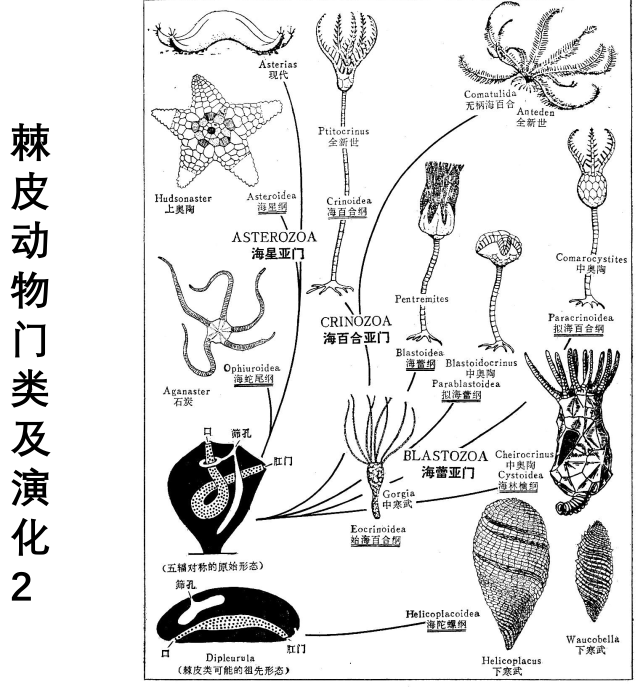 棘皮动物门类及演化2
Asterias
现代
Hudsonaster
上奥陶
Asteroidea
海星纲
ASTEROZOA
海星亚门
Ptitocrinus
全新世
Crinoidea
海百合纲
Comatulida
无柄海百合
Anteden
全新世
Comarocystites
中奥陶
Paracrinoidea
拟海百合纲
Pentremites
Blastoidea
海蕾纲
CRINOZOA
海百合亚门
Blastoidocrinus
中奥陶
Parablastoidea
拟海蕾纲
Ophiuroidea
海蛇尾纲
Aganaster
石炭
BLASTOZOA
海蕾亚门
Cheirocrinus
中奥陶
Cystoidea
海林檎纲
Gorgia
中寒武
Eocrinoidea
始海百合纲
口
筛孔
肛门
(五辐对称的原始形态)
筛孔
口
肛门
Dipleurula
(棘皮类可能的祖先形态)
Helicoplacoidea
海陀螺纲
Helicoplacus
下寒武
Waucobella
下寒武